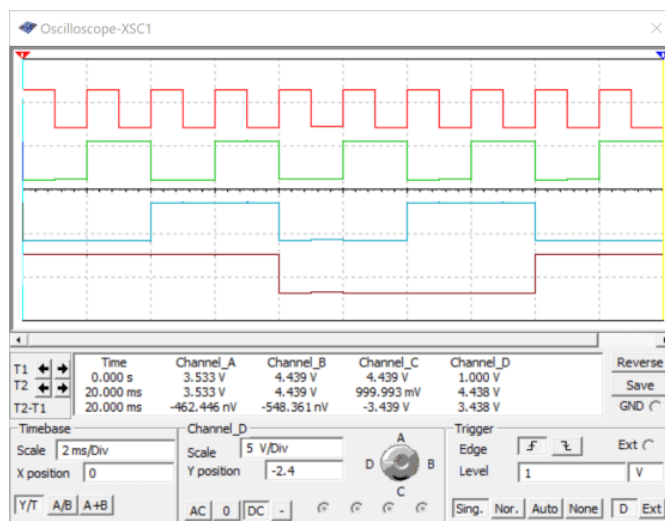 Oscilloscope-XSC1
T1
T2
T2-T1
Time Channel_A Channel_B Channel_C Channel_D
0.000 s 3.533 V 4.439 V 4.439 V 1.000 V
20.000 ms 3.533 V 4.439 V 999.993 mV 4.438 V
20.000 ms -462.446 nV -548.361 nV -3.439 V 3.438 V
Reverse
Save
GND
Timebase
Scale 2 ms/Div
X position 0
Y/T A/B A+B
Channel_D
Scale 5 V/Div
Y position -2.4
AC 0 DC -
A
D B
C
Trigger
Edge Ext
Level 1 V
Sing. Nor. Auto None D Ext